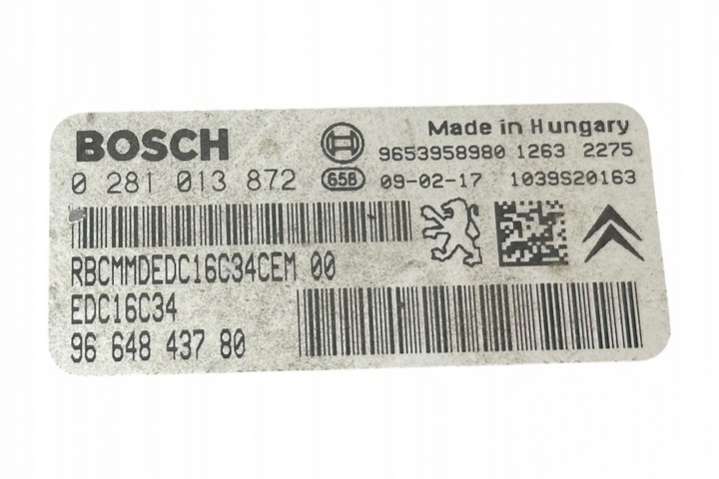 BOSCH
Made in Hungary
9653958980 1263 2275
0 281 013 872
65B
09-02-17 1039S20163
RBCMMDEDC16C34CEM 00
EDC16C34
96 648 437 80